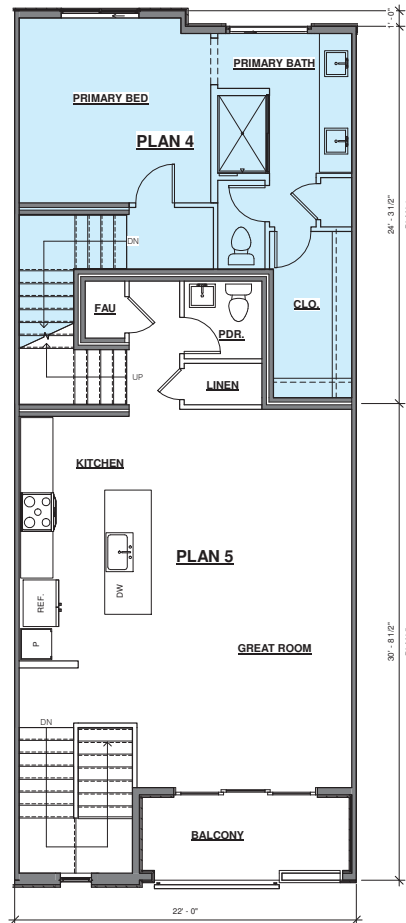 1' - 0"
PRIMARY BATH
PRIMARY BED
PLAN 4
24' - 3 1/2"
DN
FAU
CLO.
PDR.
UP
LINEN
KITCHEN
PLAN 5
DW
REF.
GREAT ROOM
30' - 8 1/2"
P
DN
BALCONY
22' - 0"